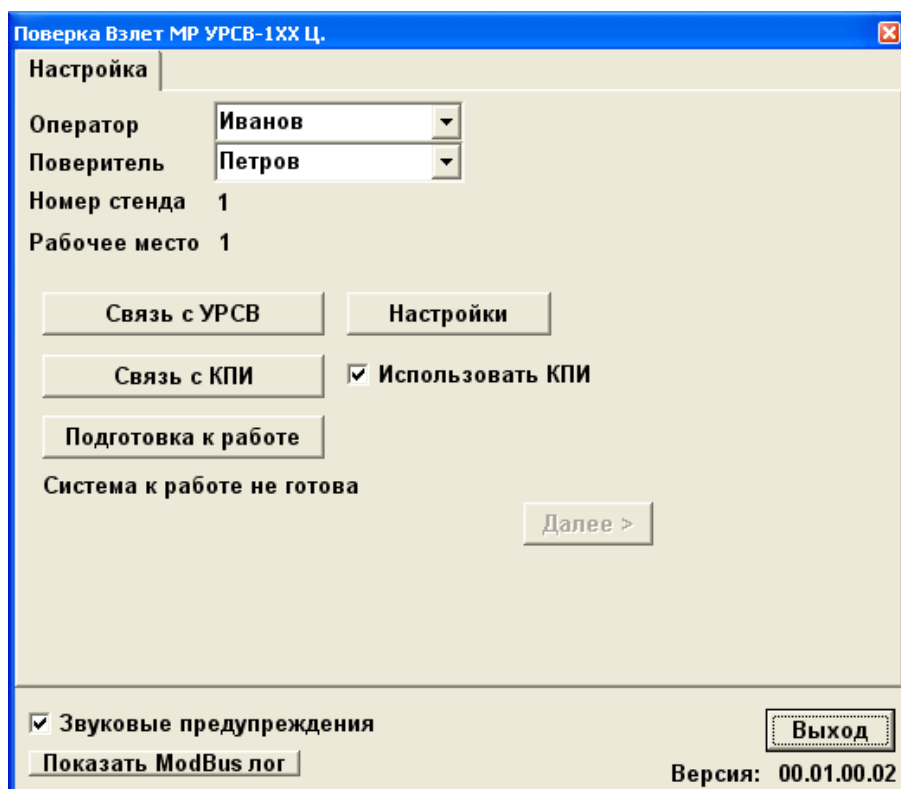 Поверка Взлет МР УРСВ-1ХХ Ц.
Настройка
Оператор Иванов
Поверитель Петров
Номер стенда 1
Рабочее место 1
Связь с УРСВ Настройки
Связь с КПИ Использовать КПИ
Подготовка к работе
Система к работе не готова
Далее >
Звуковые предупреждения
Выход
Показать ModBus лог
Версия: 00.01.00.02